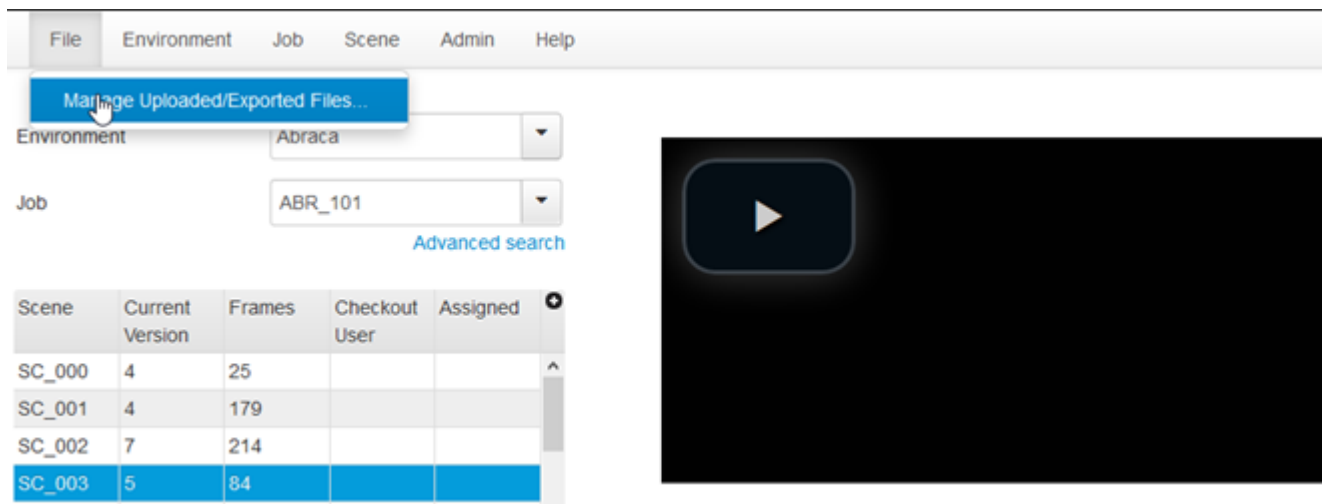 File Environment Job Scene Admin Help
Manage Uploaded/Exported Files...
Environment Abraca
Job ABR_101
Advanced search
Scene Current Version Frames Checkout User Assigned
SC_000 4 25
SC_001 4 179
SC_002 7 214
SC_003 5 84